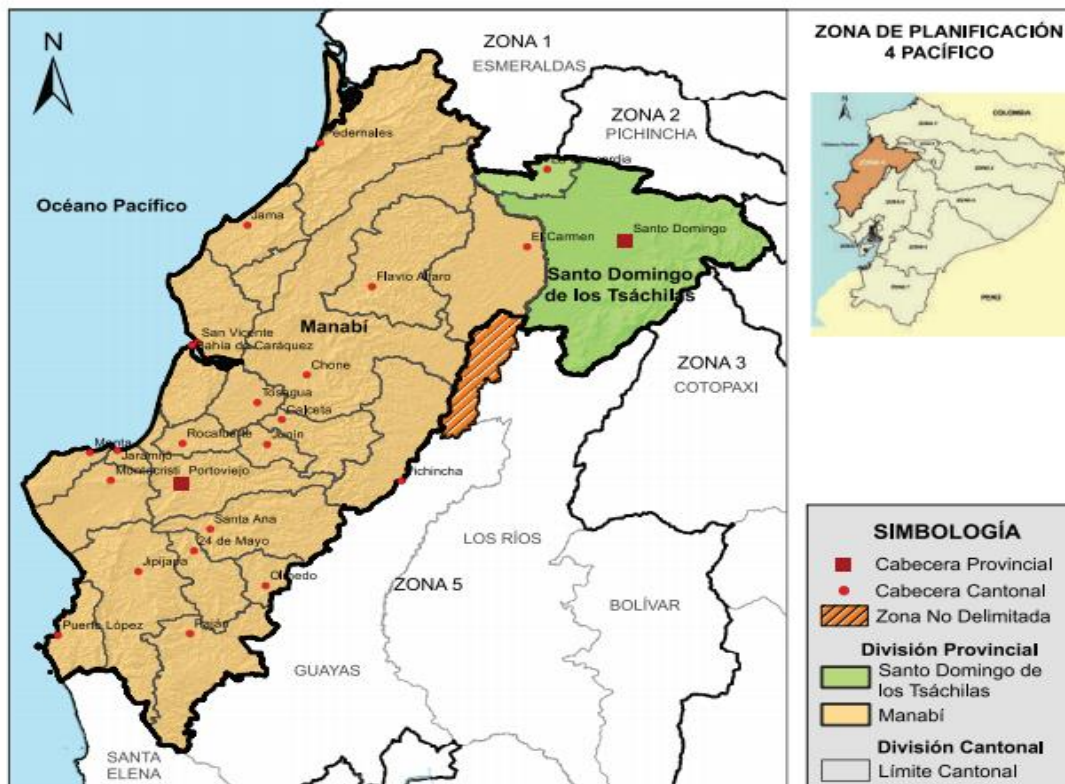 ZONA DE PLANIFICACIÓN
4 PACÍFICO
N
ZONA 1
ESMERALDAS
ZONA 2
PICHINCHA
Pedernales
Océano Pacífico
Jama
El Carmen
Santo Domingo
Santo Domingo
de los Tsáchilas
Flavio Alfaro
San Vicente
Bahía de Caráquez
Manabí
Chone
ZONA 3
COTOPAXI
Tosagua
Calceta
Rocafuerte
Junín
Manta
Jaramijó
Montecristi
Portoviejo
Pichincha
Santa Ana
24 de Mayo
LOS RÍOS
Jipijapa
Olmedo
ZONA 5
BOLÍVAR
Puerto López
Paján
GUAYAS
SANTA
ELENA
N
COLOMBIA
PERÚ
SIMBOLOGÍA
Cabecera Provincial
Cabecera Cantonal
Zona No Delimitada
División Provincial
Santo Domingo de
los Tsáchilas
Manabí
División Cantonal
Límite Cantonal